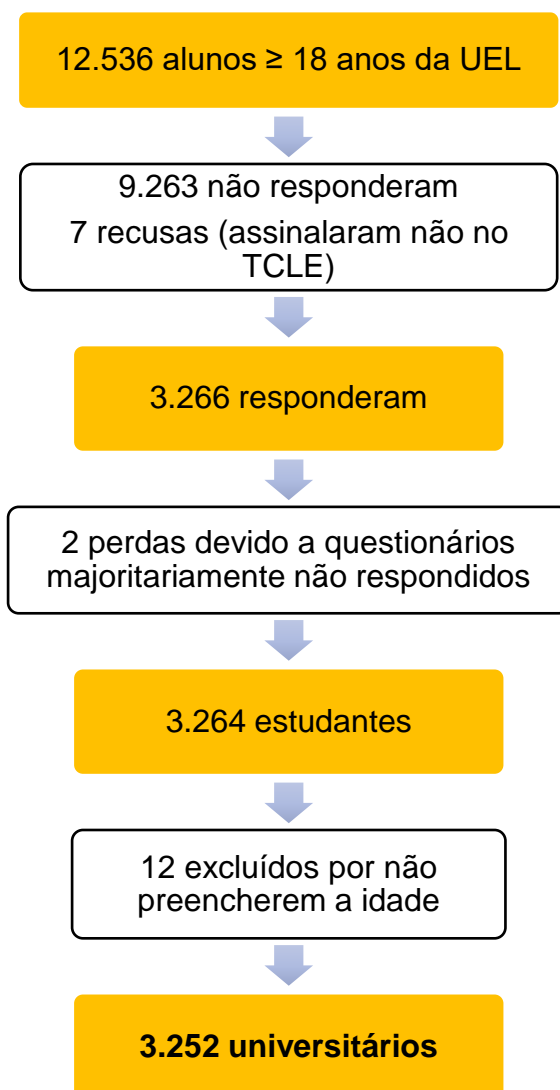 12.536 alunos ≥ 18 anos da UEL
9.263 não responderam
7 recusas (assinalaram não no
TCLE)
3.266 responderam
2 perdas devido a questionários
majoritariamente não respondidos
3.264 estudantes
12 excluídos por não
preencherem a idade
3.252 universitários